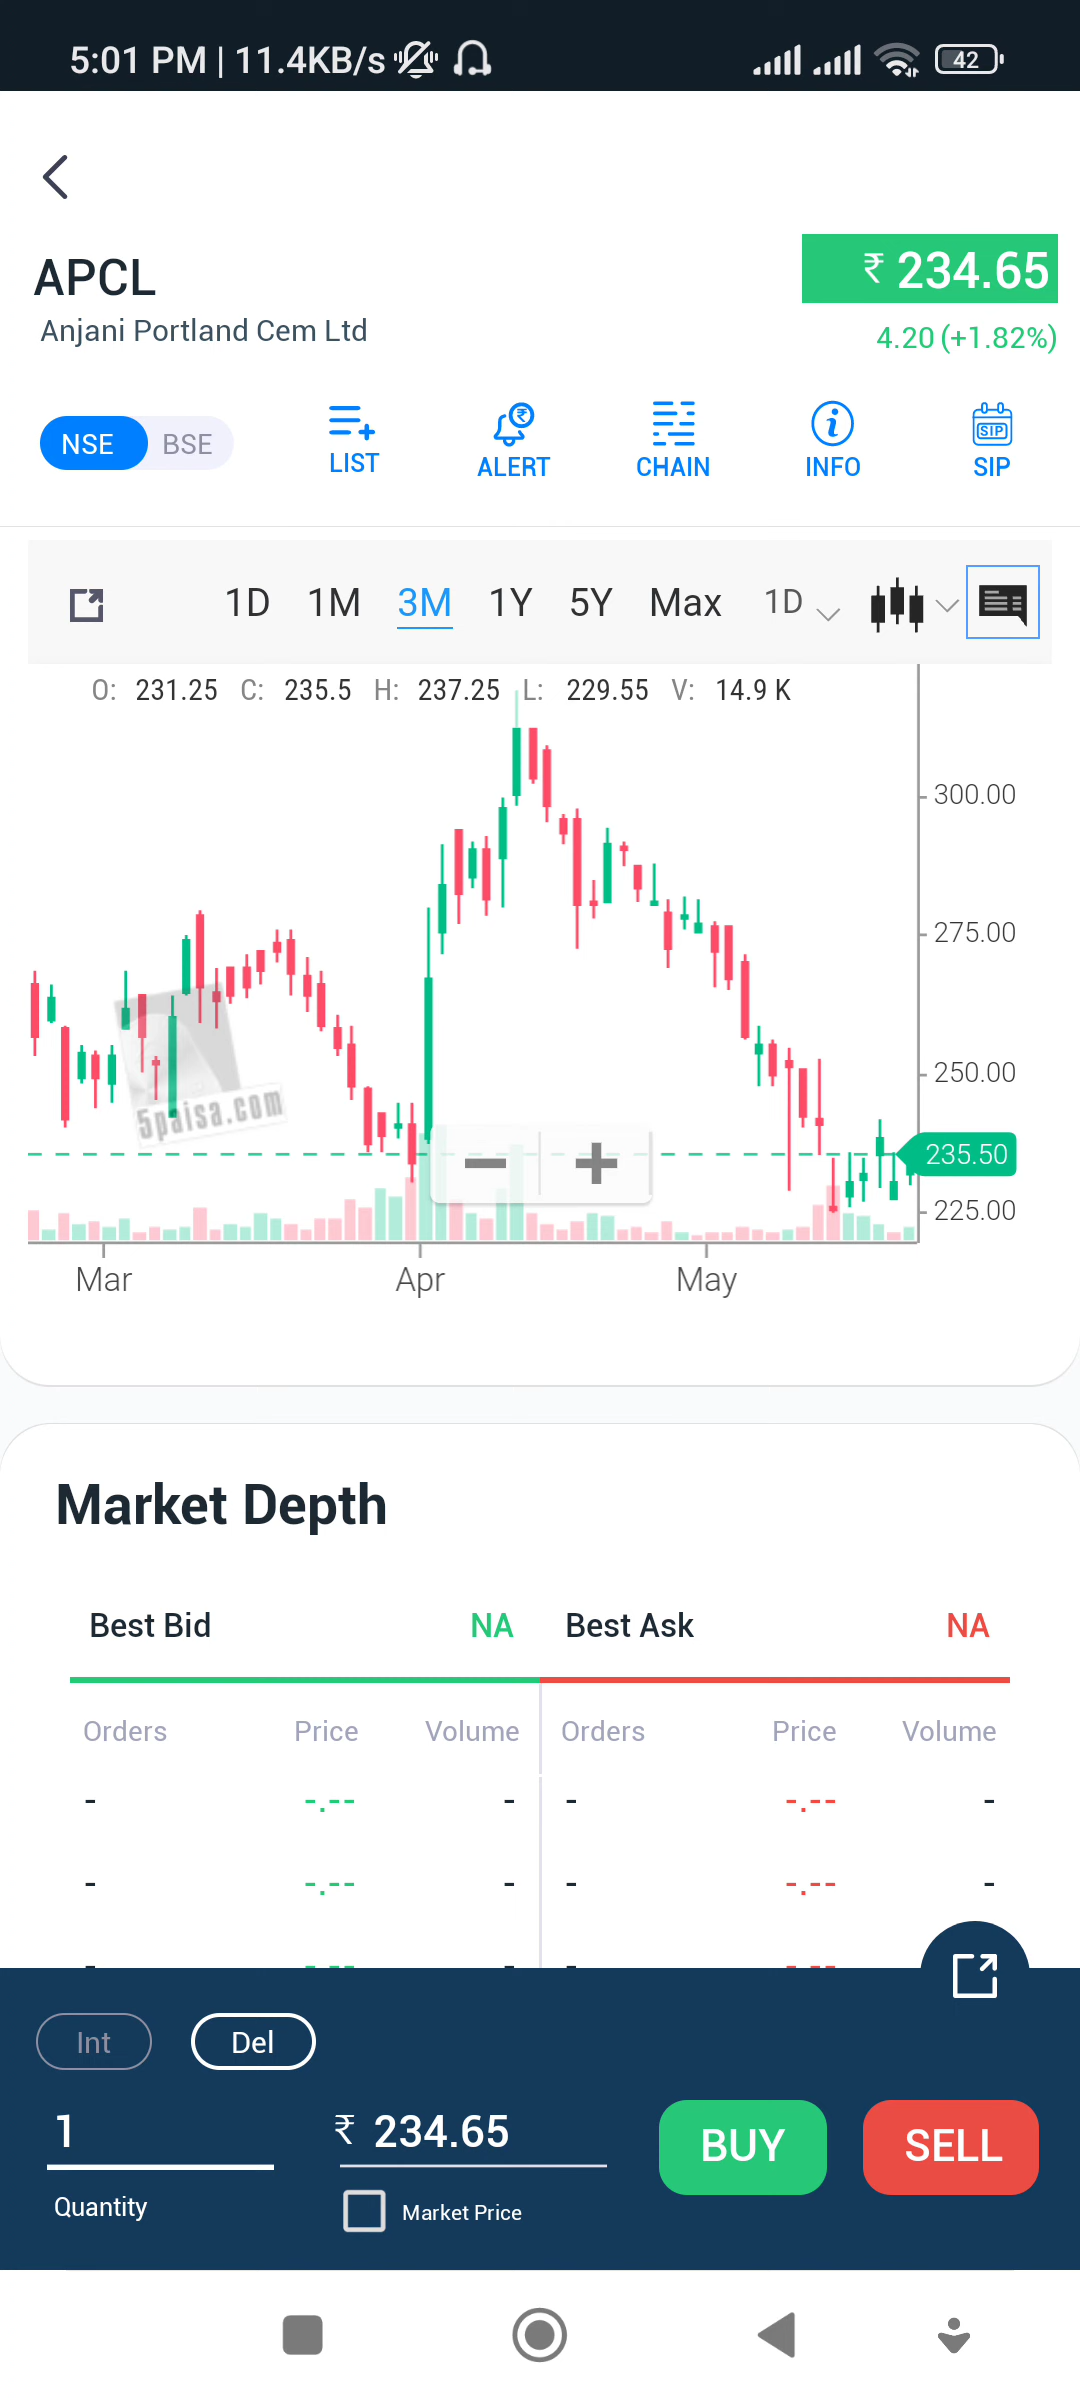 5:01 PM | 11.4KB/s 42
APCL
₹ 234.65
Anjani Portland Cem Ltd
4.20 (+1.82%)
NSE BSE
LIST ALERT CHAIN INFO SIP SIP
1D 1M 3M 1Y 5Y Max 1D
O: 231.25 C: 235.5 H: 237.25 L: 229.55 V: 14.9 K
300.00
275.00
250.00
5paisa.com
235.50
225.00
Mar Apr May
Market Depth
Best Bid NA Best Ask NA
Orders Price Volume Orders Price Volume
- -.-- - - -.-- -
- -.-- - - -.-- -
- -.-- - - -.-- -
Int Del
1 ₹ 234.65 BUY SELL
Quantity Market Price